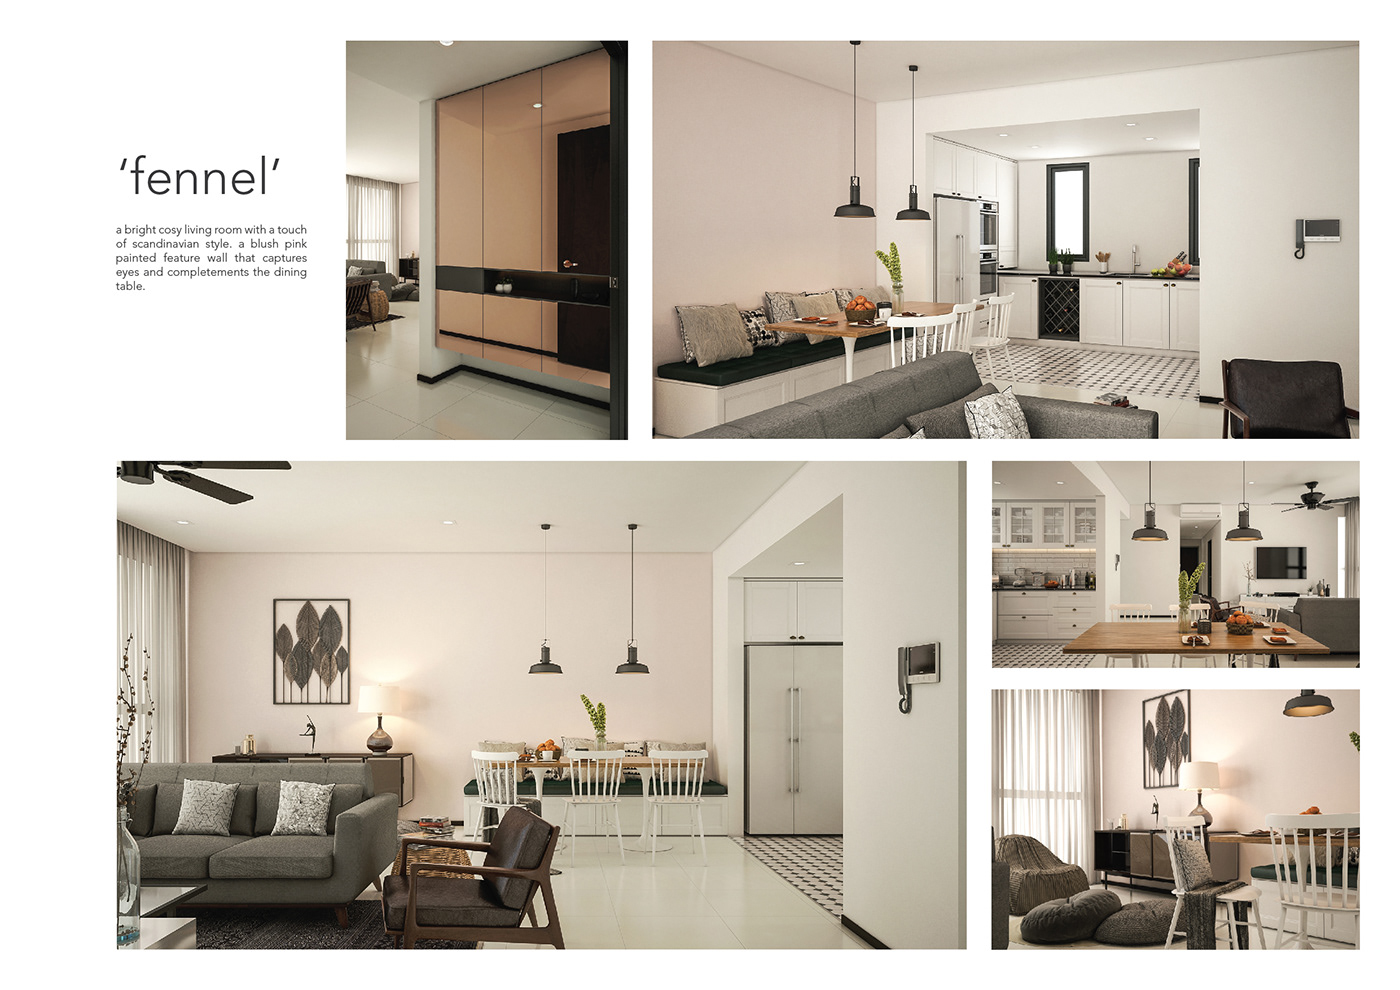 ‘fennel’
a bright cosy living room with a touch
of scandinavian style. a blush pink
painted feature wall that captures
eyes and completements the dining
table.